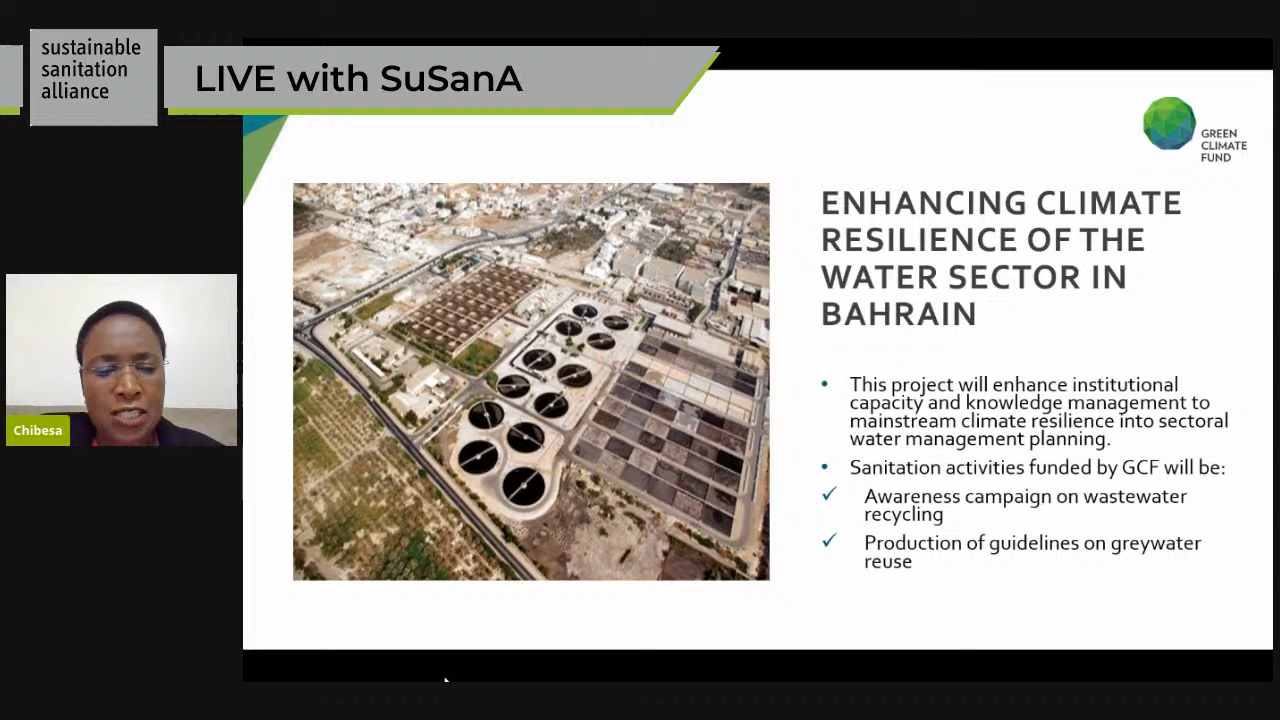 sustainable
sanitation
alliance
LIVE with SuSanA
GREEN
CLIMATE
FUND
ENHANCING CLIMATE
RESILIENCE OF THE
WATER SECTOR IN
BAHRAIN
• This project will enhance institutional
capacity and knowledge management to
mainstream climate resilience into sectoral
water management planning.
• Sanitation activities funded by GCF will be:
✓ Awareness campaign on wastewater
recycling
✓ Production of guidelines on greywater
reuse
Chibesa